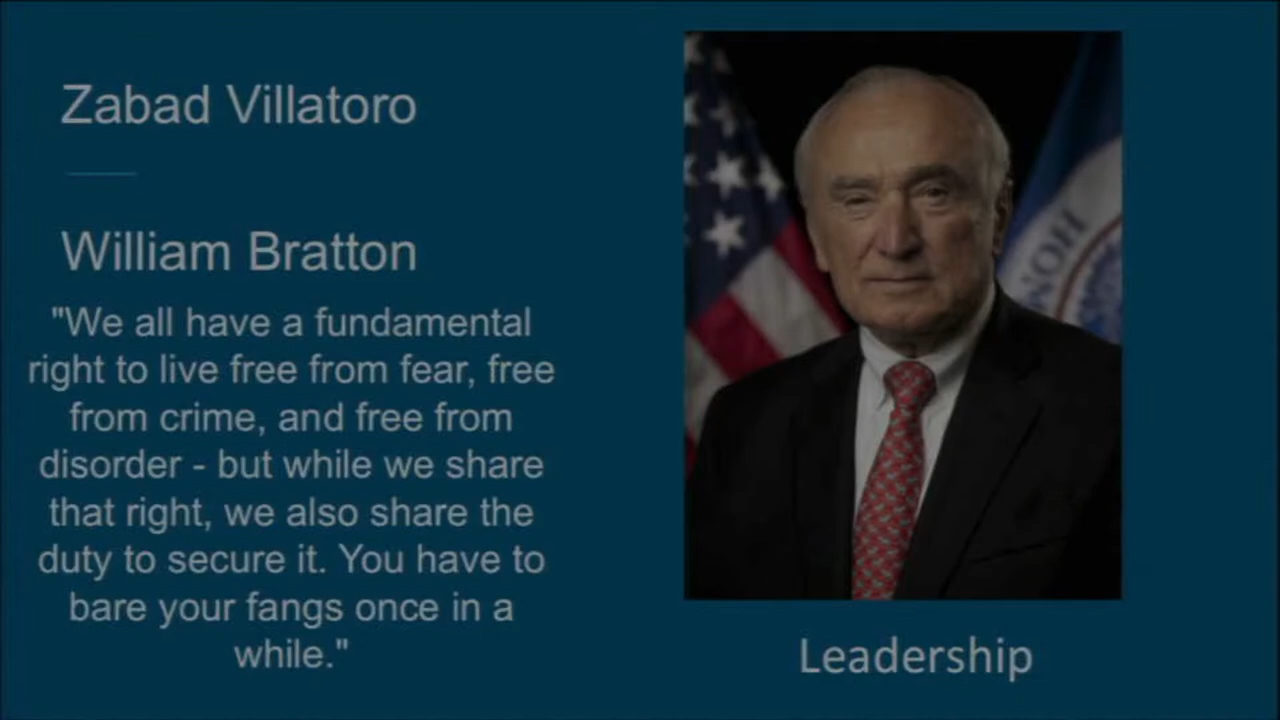 Zabad Villatoro
William Bratton
"We all have a fundamental
right to live free from fear, free
from crime, and free from
disorder - but while we share
that right, we also share the
duty to secure it. You have to
bare your fangs once in a
while."
HON
Leadership